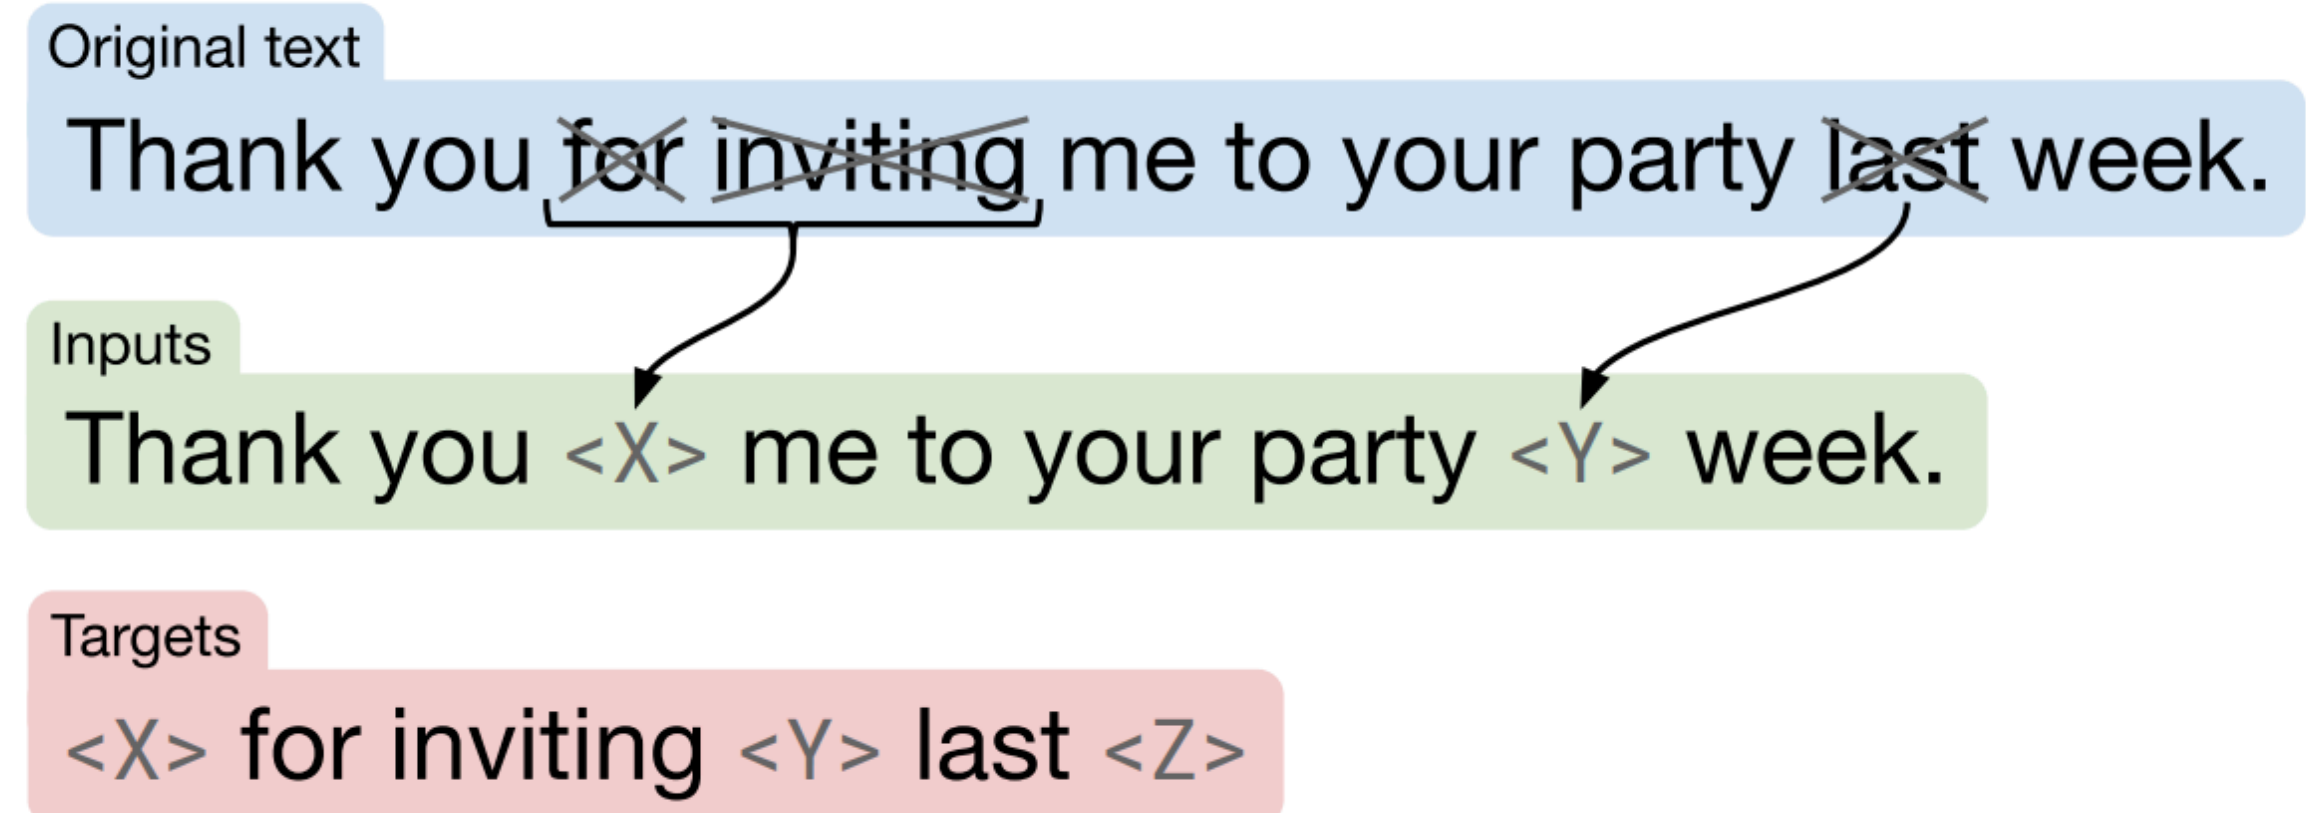 Original text
Thank you for inviting me to your party last week.
Inputs
Thank you <X> me to your party <Y> week.
Targets
<X> for inviting <Y> last <Z>